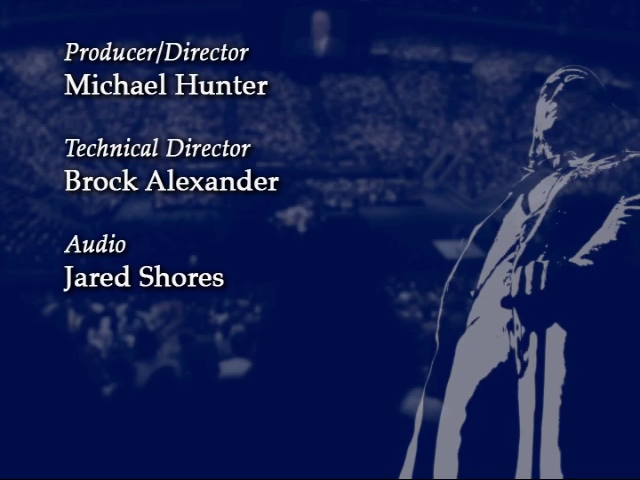 Producer/Director
Michael Hunter
Technical Director
Brock Alexander
Audio
Jared Shores